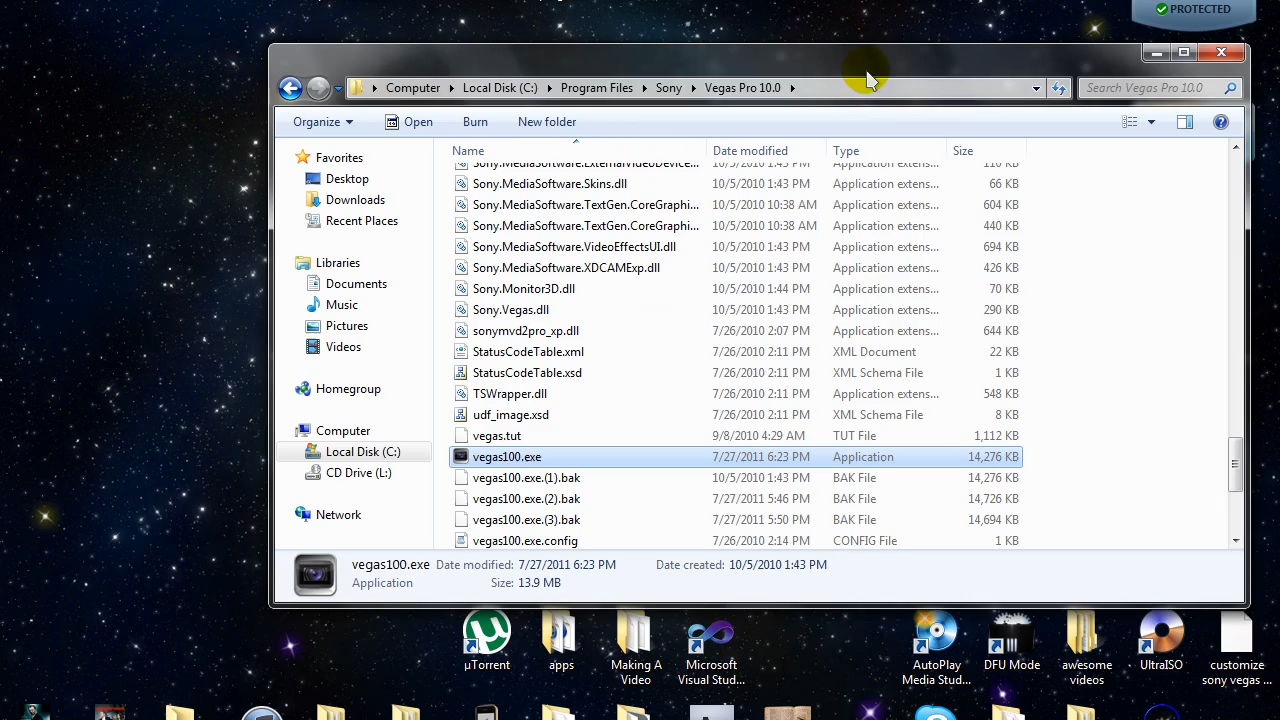 PROTECTED
Computer Local Disk (C:) Program Files Sony Vegas Pro 10.0
Search Vegas Pro 10.0
Organize Open Burn New folder
Name Date modified Type Size
Favorites
Desktop
Downloads
Recent Places
Libraries
Documents
Music
Pictures
Videos
Homegroup
Computer
Local Disk (C:)
CD Drive (L:)
Network
Sony.MediaSoftware.ExternalVideoDevice... 10/5/2010 1:43 PM Application extens... 110 KB
Sony.MediaSoftware.Skins.dll 10/5/2010 1:43 PM Application extens... 66 KB
Sony.MediaSoftware.TextGen.CoreGraphi... 10/5/2010 10:38 AM Application extens... 604 KB
Sony.MediaSoftware.TextGen.CoreGraphi... 10/5/2010 10:38 AM Application extens... 440 KB
Sony.MediaSoftware.VideoEffectsUI.dll 10/5/2010 1:43 PM Application extens... 694 KB
Sony.MediaSoftware.XDCAMExp.dll 10/5/2010 1:43 PM Application extens... 426 KB
Sony.Monitor3D.dll 10/5/2010 1:44 PM Application extens... 70 KB
Sony.Vegas.dll 10/5/2010 1:43 PM Application extens... 290 KB
sonymvd2pro_xp.dll 7/26/2010 2:07 PM Application extens... 644 KB
StatusCodeTable.xml 7/26/2010 2:11 PM XML Document 22 KB
StatusCodeTable.xsd 7/26/2010 2:11 PM XML Schema File 1 KB
TSWrapper.dll 7/26/2010 2:11 PM Application extens... 548 KB
udf_image.xsd 7/26/2010 2:11 PM XML Schema File 8 KB
vegas.tut 9/8/2010 4:29 AM TUT File 1,112 KB
vegas100.exe 7/27/2011 6:23 PM Application 14,276 KB
vegas100.exe.(1).bak 10/5/2010 1:43 PM BAK File 14,276 KB
vegas100.exe.(2).bak 7/27/2011 5:46 PM BAK File 14,726 KB
vegas100.exe.(3).bak 7/27/2011 5:50 PM BAK File 14,694 KB
vegas100.exe.config 7/26/2010 2:14 PM CONFIG File 1 KB
vegas100.exe Date modified: 7/27/2011 6:23 PM Date created: 10/5/2010 1:43 PM
Application Size: 13.9 MB
µTorrent
apps
Making A
Video
Microsoft
Visual Stud...
AutoPlay
Media Stud...
DFU Mode
awesome
videos
UltraISO
customize
sony vegas ...